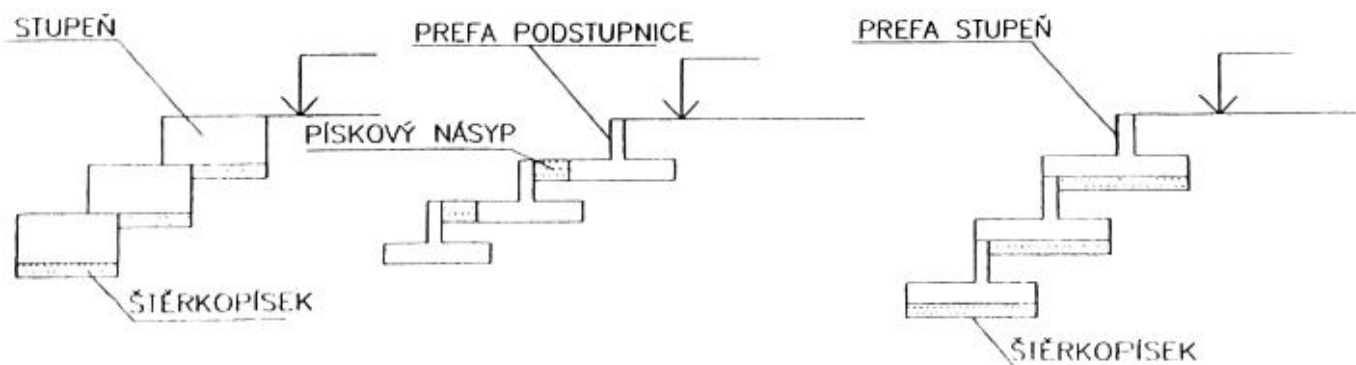 STUPEŇ
PREFA PODSTUPNICE
PREFA STUPEŇ
PÍSKOVÝ NÁSYP
ŠTĚRKOPÍSEK
ŠTĚRKOPÍSEK